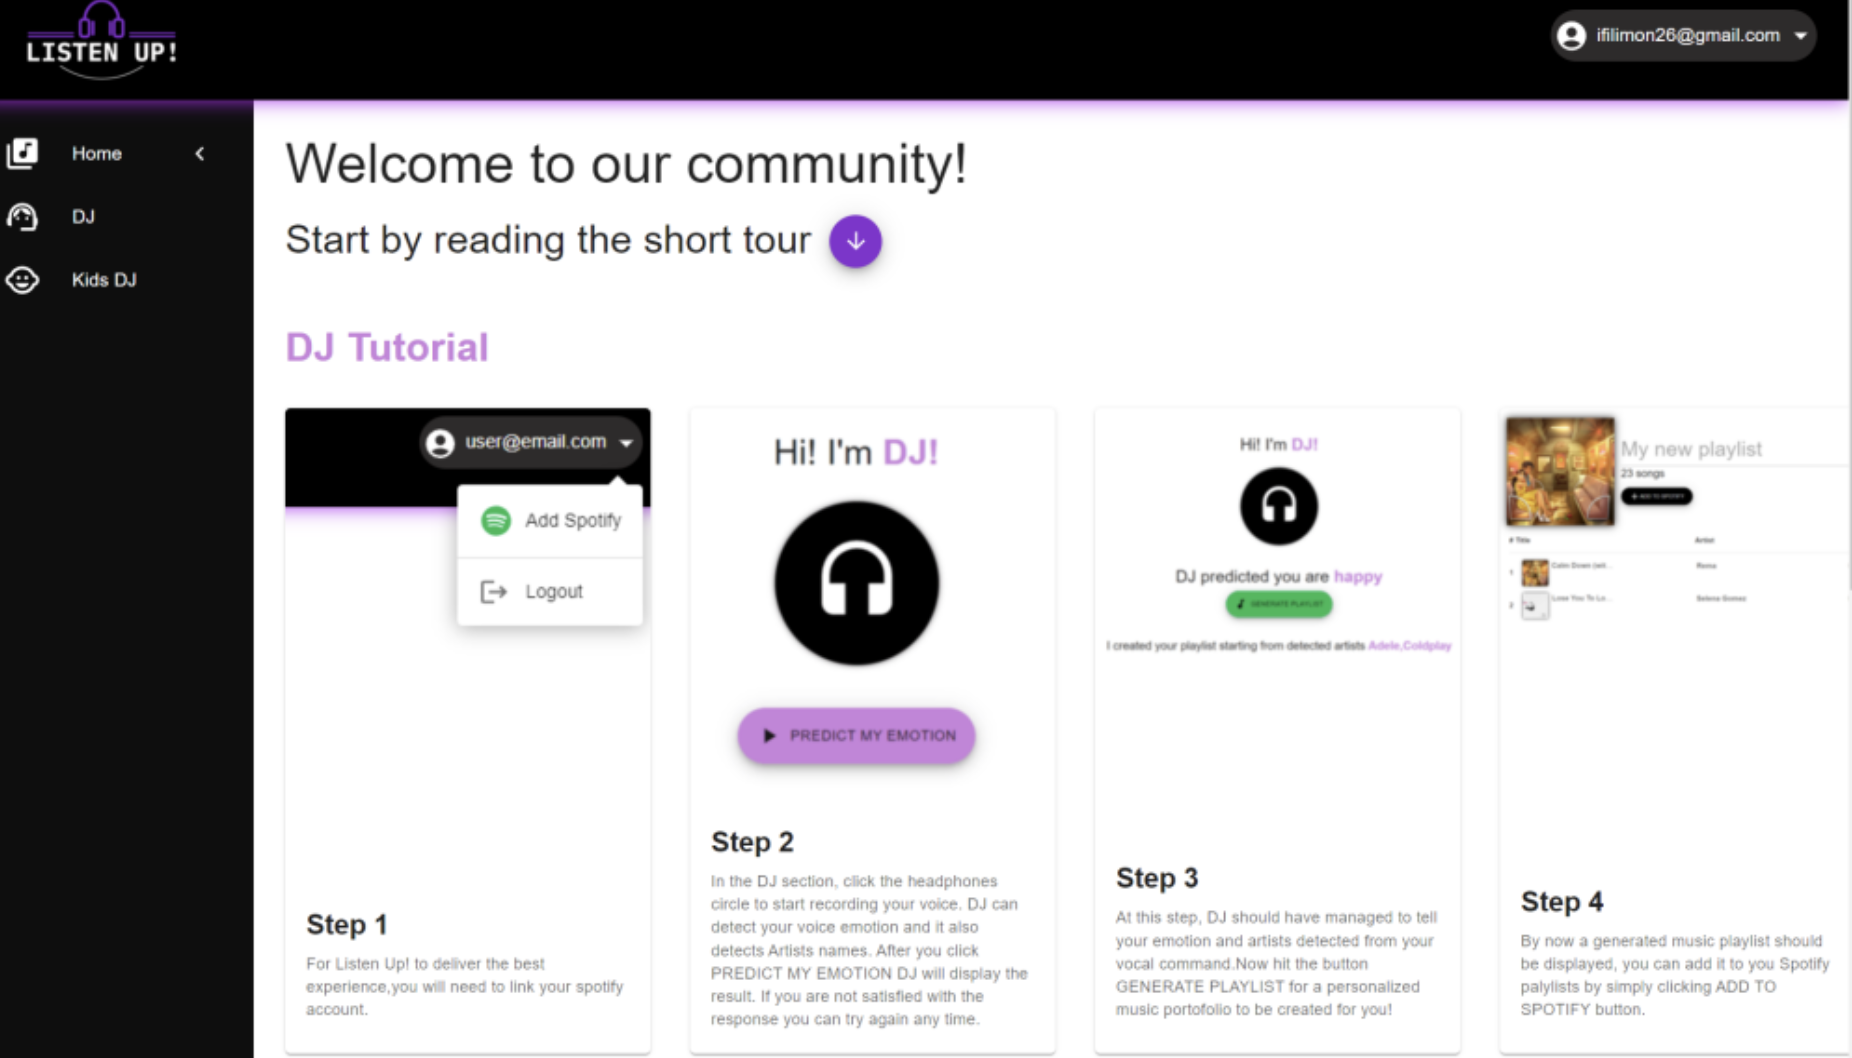 LISTEN UP!
ifilimon26@gmail.com
Home
DJ
Kids DJ
Welcome to our community!
Start by reading the short tour
DJ Tutorial
user@email.com
Add Spotify
Logout
Step 1
For Listen Up! to deliver the best
experience,you will need to link your spotify
account.
Hi! I'm DJ!
PREDICT MY EMOTION
Step 2
In the DJ section, click the headphones
circle to start recording your voice. DJ can
detect your voice emotion and it also
detects Artists names. After you click
PREDICT MY EMOTION DJ will display the
result. If you are not satisfied with the
response you can try again any time.
Hi! I'm DJ!
DJ predicted you are happy
GENERATE PLAYLIST
I created your playlist starting from detected artists Adele,Coldplay
Step 3
At this step, DJ should have managed to tell
your emotion and artists detected from your
vocal command.Now hit the button
GENERATE PLAYLIST for a personalized
music portofolio to be created for you!
My new playlist
23 songs
ADD TO SPOTIFY
# Title Artist
1 Calm Down (wit... Rema
2 Lose You To Lo... Selena Gomez
Step 4
By now a generated music playlist should
be displayed, you can add it to you Spotify
palylists by simply clicking ADD TO
SPOTIFY button.